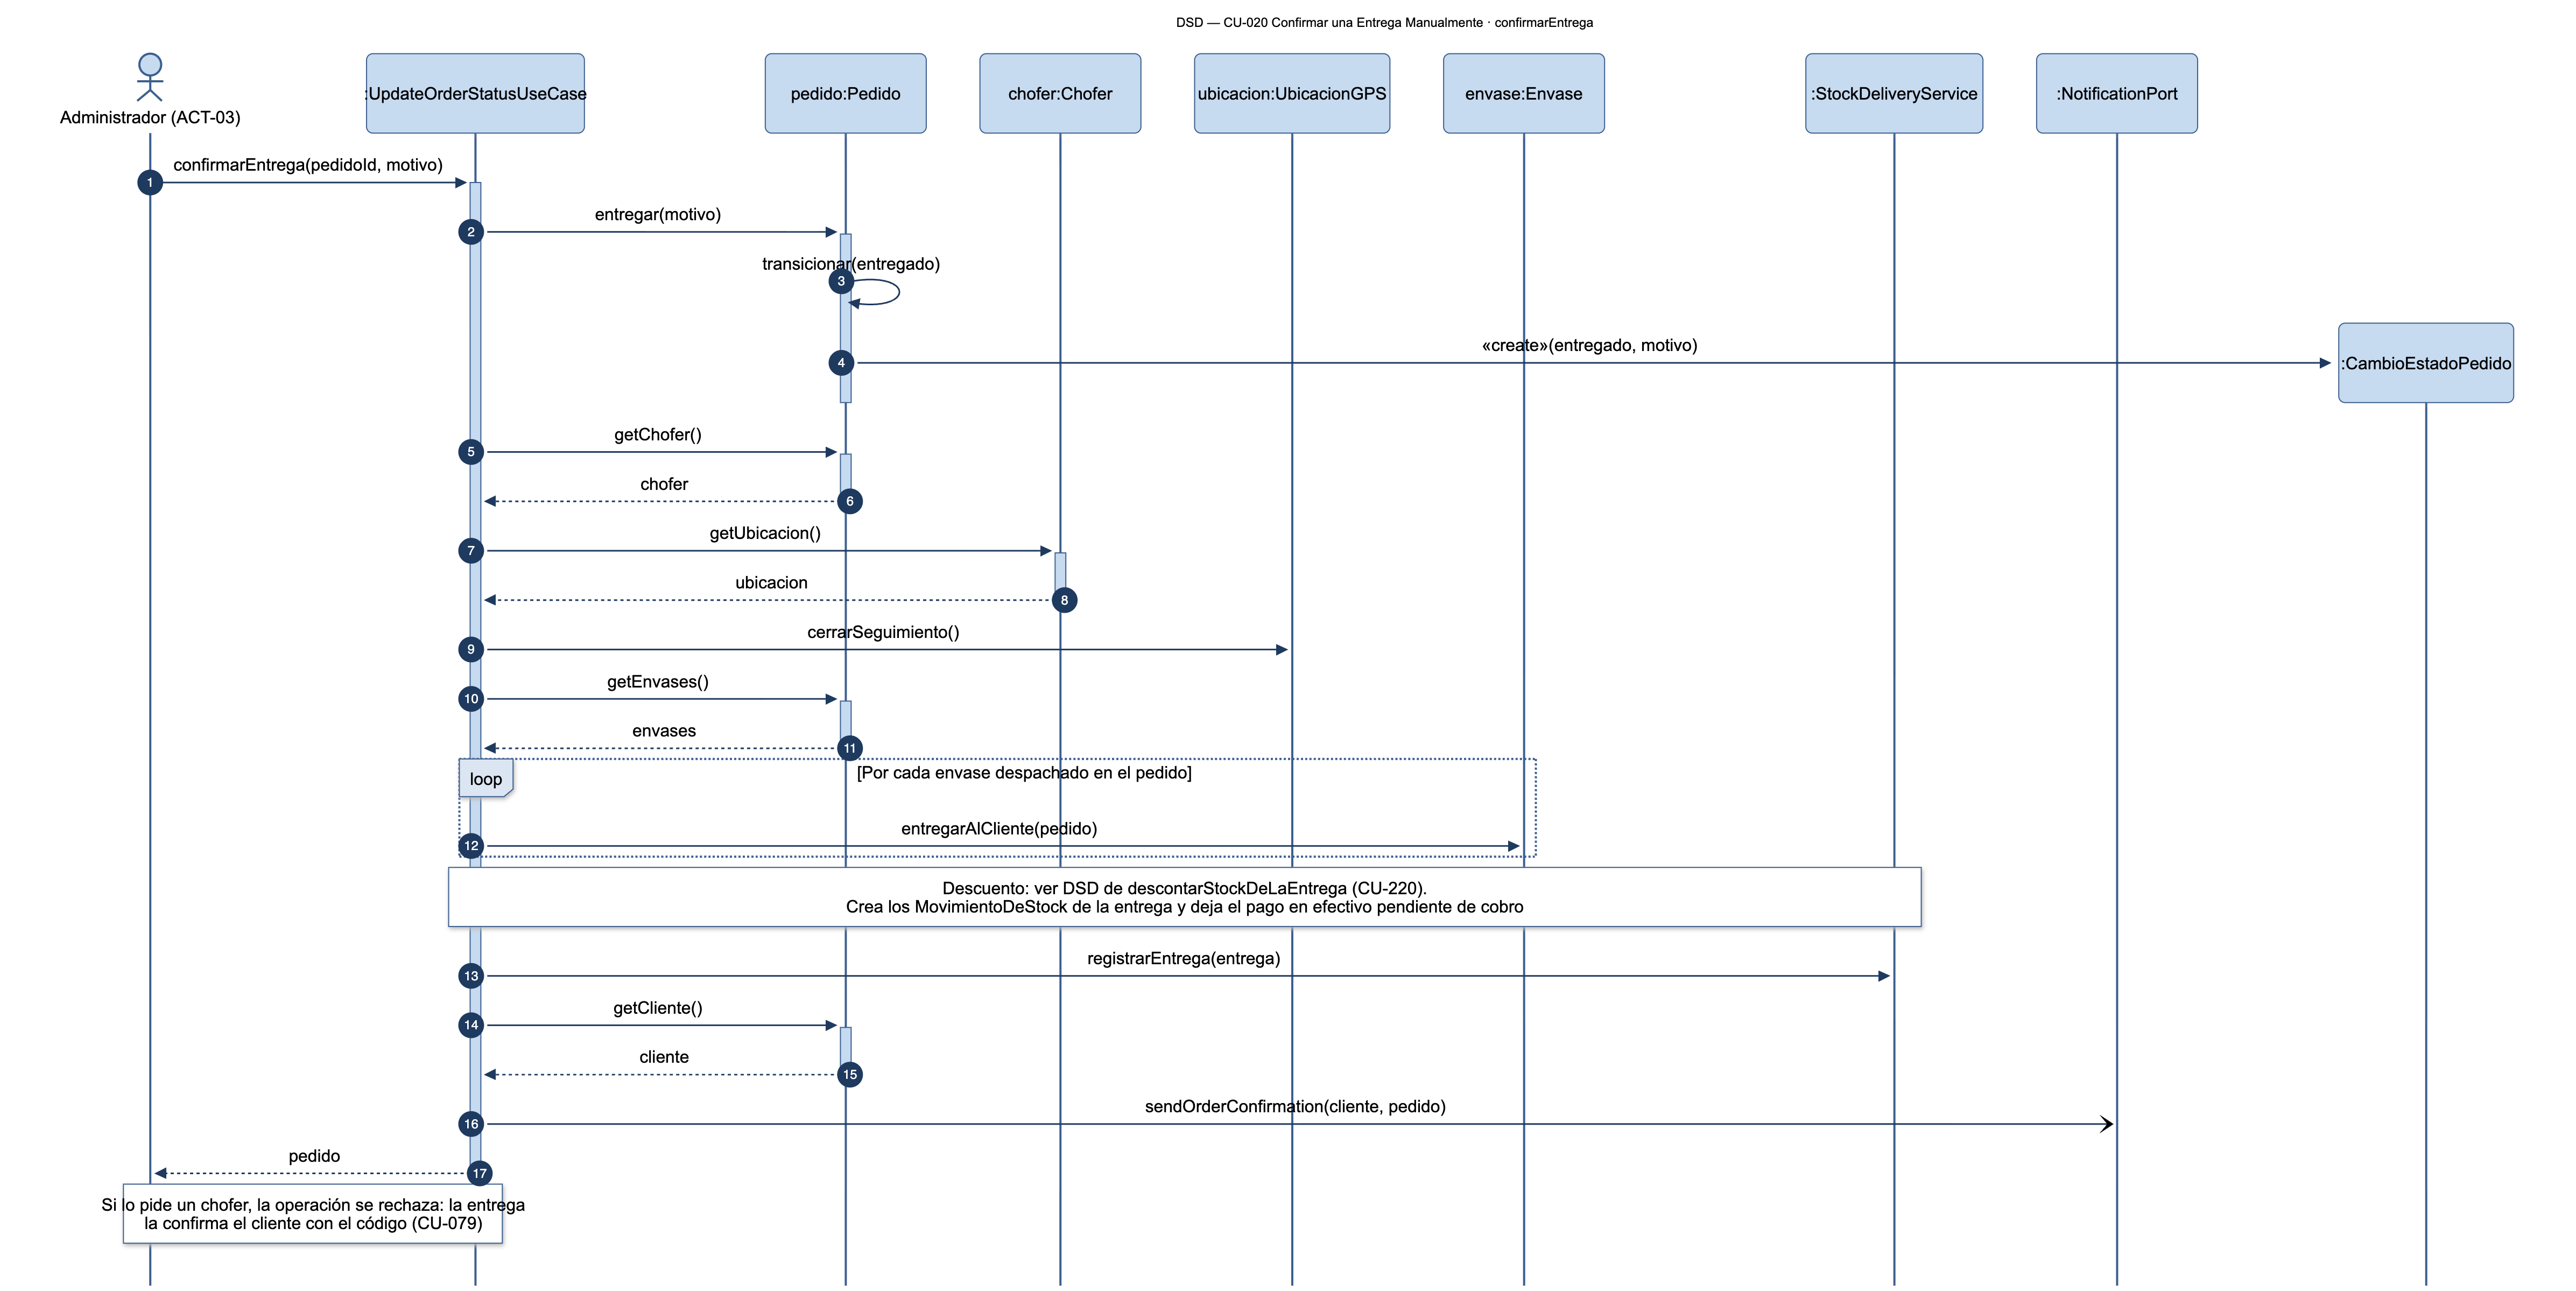 DSD — CU-020 Confirmar una Entrega Manualmente · confirmarEntrega
Administrador (ACT-03)
:UpdateOrderStatusUseCase
pedido:Pedido
chofer:Chofer
ubicacion:UbicacionGPS
envase:Envase
:StockDeliveryService
:NotificationPort
confirmarEntrega(pedidoId, motivo)
1
entregar(motivo)
2
transicionar(entregado)
3
«create»(entregado, motivo)
4
:CambioEstadoPedido
getChofer()
5
chofer
6
getUbicacion()
7
ubicacion
8
cerrarSeguimiento()
9
getEnvases()
10
envases
11
loop
[Por cada envase despachado en el pedido]
entregarAlCliente(pedido)
12
Descuento: ver DSD de descontarStockDeLaEntrega (CU-220).
Crea los MovimientoDeStock de la entrega y deja el pago en efectivo pendiente de cobro
registrarEntrega(entrega)
13
getCliente()
14
cliente
15
sendOrderConfirmation(cliente, pedido)
16
pedido
17
Si lo pide un chofer, la operación se rechaza: la entrega
la confirma el cliente con el código (CU-079)